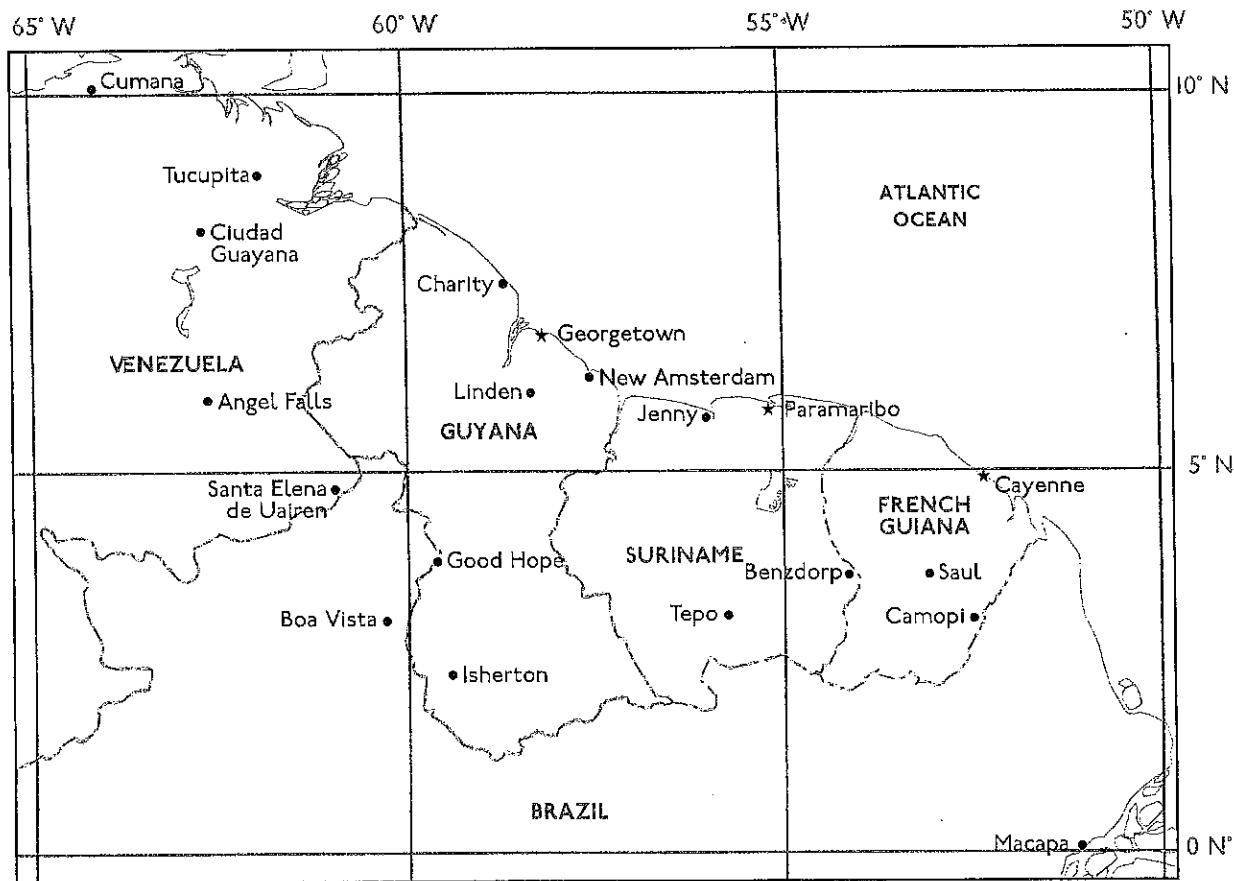 65° W
60° W
55° W
50° W
Cumana
10° N
Tucupita
ATLANTIC
OCEAN
Ciudad
Guayana
Charity
Georgetown
VENEZUELA
New Amsterdam
Linden
Angel Falls
Jenny
Paramaribo
GUYANA
5° N
Santa Elena
de Uairen
Cayenne
FRENCH
GUIANA
Good Hope
SURINAME
Benzdorp
Saul
Boa Vista
Tepo
Camopi
Isherton
BRAZIL
Macapa
0 N°